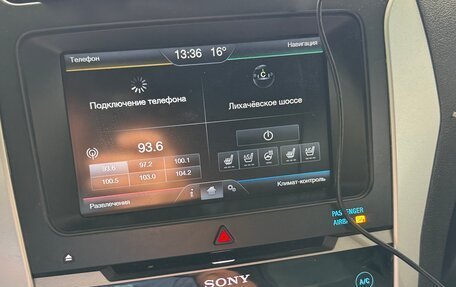 Телефон 13:36 16° Навигация
Подключение телефона
С
Лихачёвское шоссе
93.6
93.6 97.2 100.1
100.5 103.0 104.2
Развлечения
Климат-контроль
PASSENGER
AIRBAG
SONY
A/C